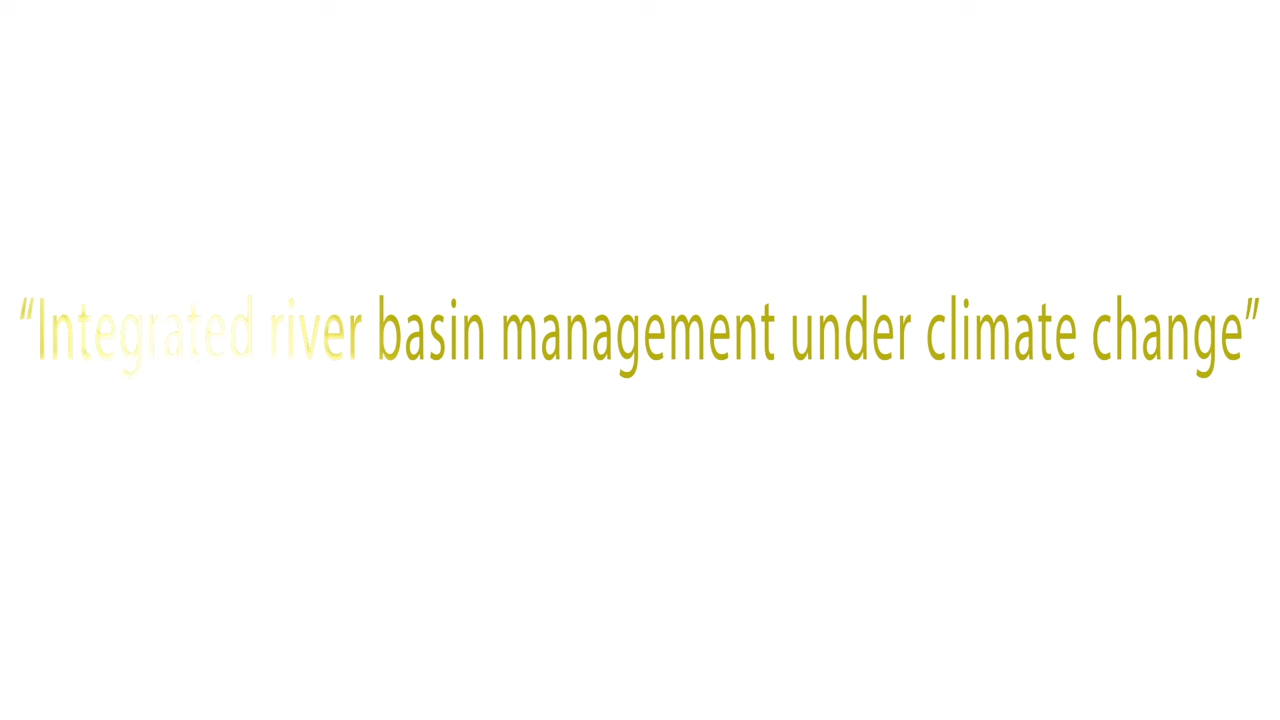 “Integrated river basin management under climate change”